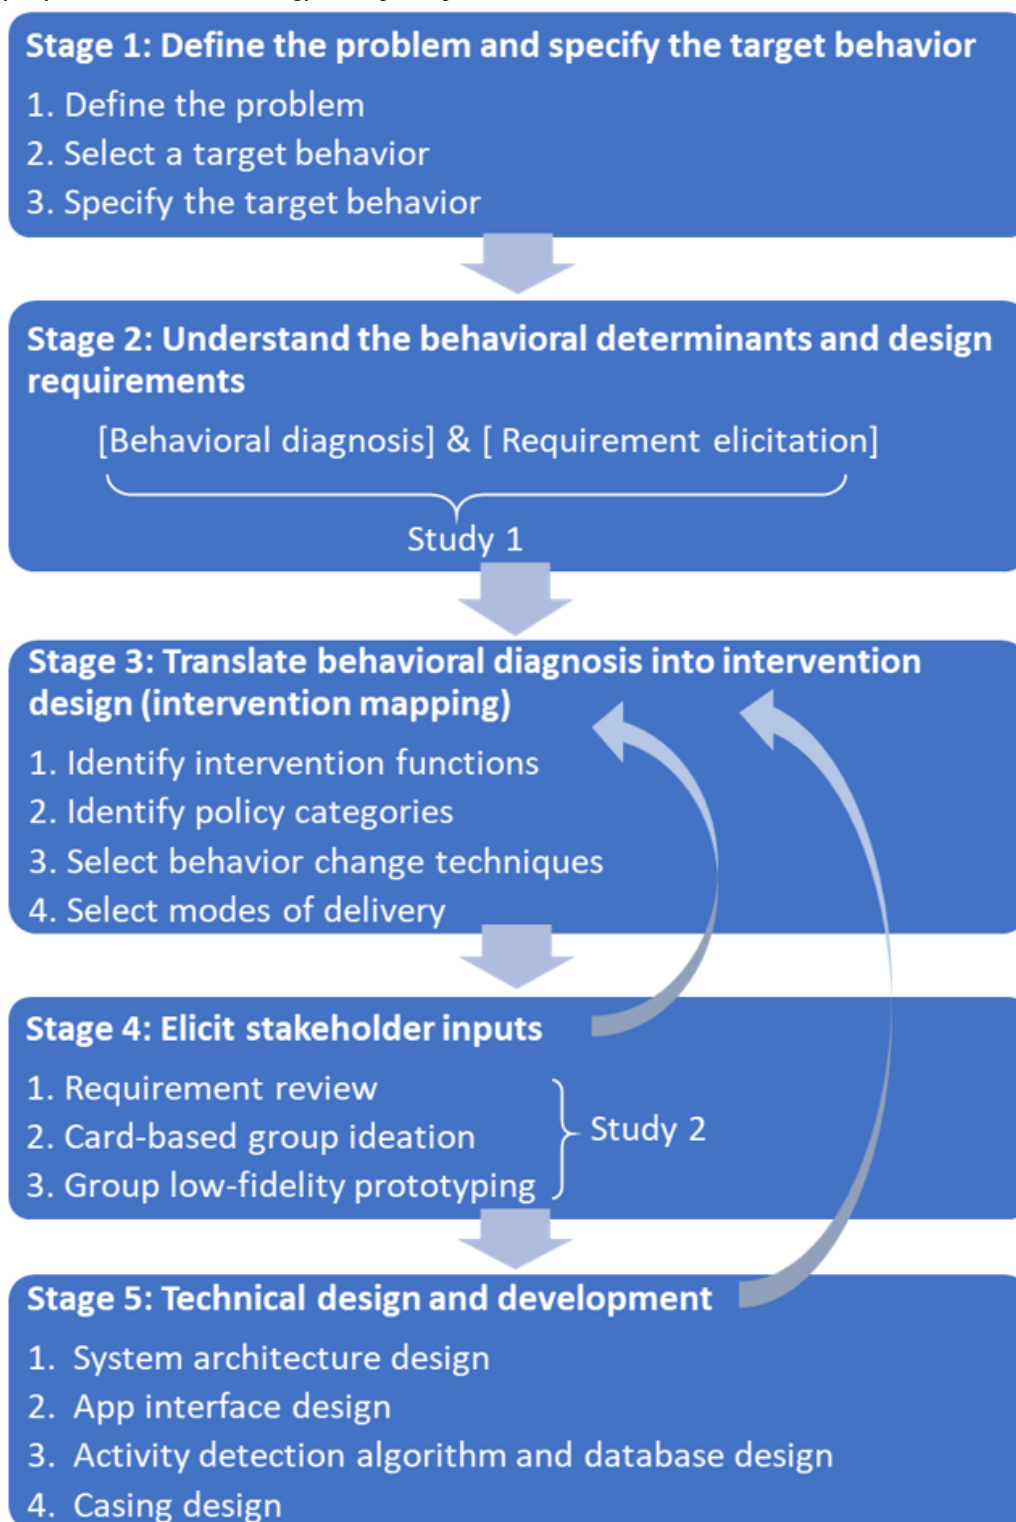 Stage 1: Define the problem and specify the target behavior
1. Define the problem
2. Select a target behavior
3. Specify the target behavior
Stage 2: Understand the behavioral determinants and design
requirements
[Behavioral diagnosis] & [ Requirement elicitation]
Study 1
Stage 3: Translate behavioral diagnosis into intervention
design (intervention mapping)
1. Identify intervention functions
2. Identify policy categories
3. Select behavior change techniques
4. Select modes of delivery
Stage 4: Elicit stakeholder inputs
1. Requirement review
2. Card-based group ideation
3. Group low-fidelity prototyping
Study 2
Stage 5: Technical design and development
1. System architecture design
2. App interface design
3. Activity detection algorithm and database design
4. Casing design